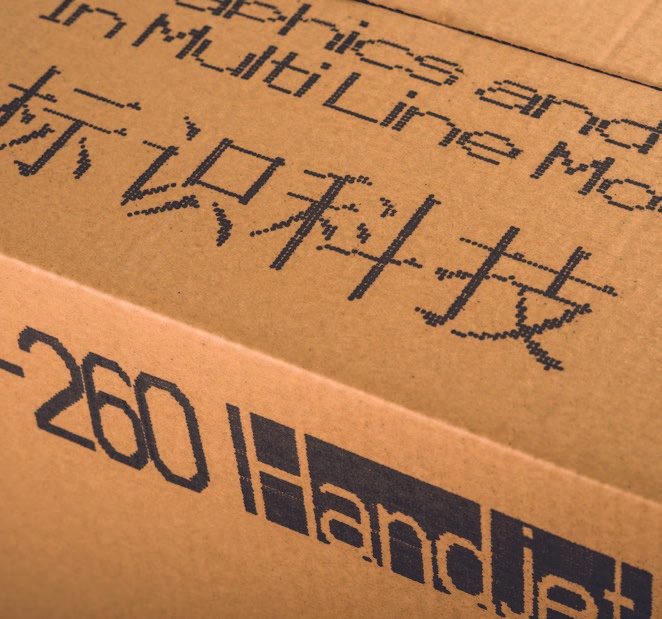 aphics and
In Multi Line Mo
标识科技
-260 Handjet